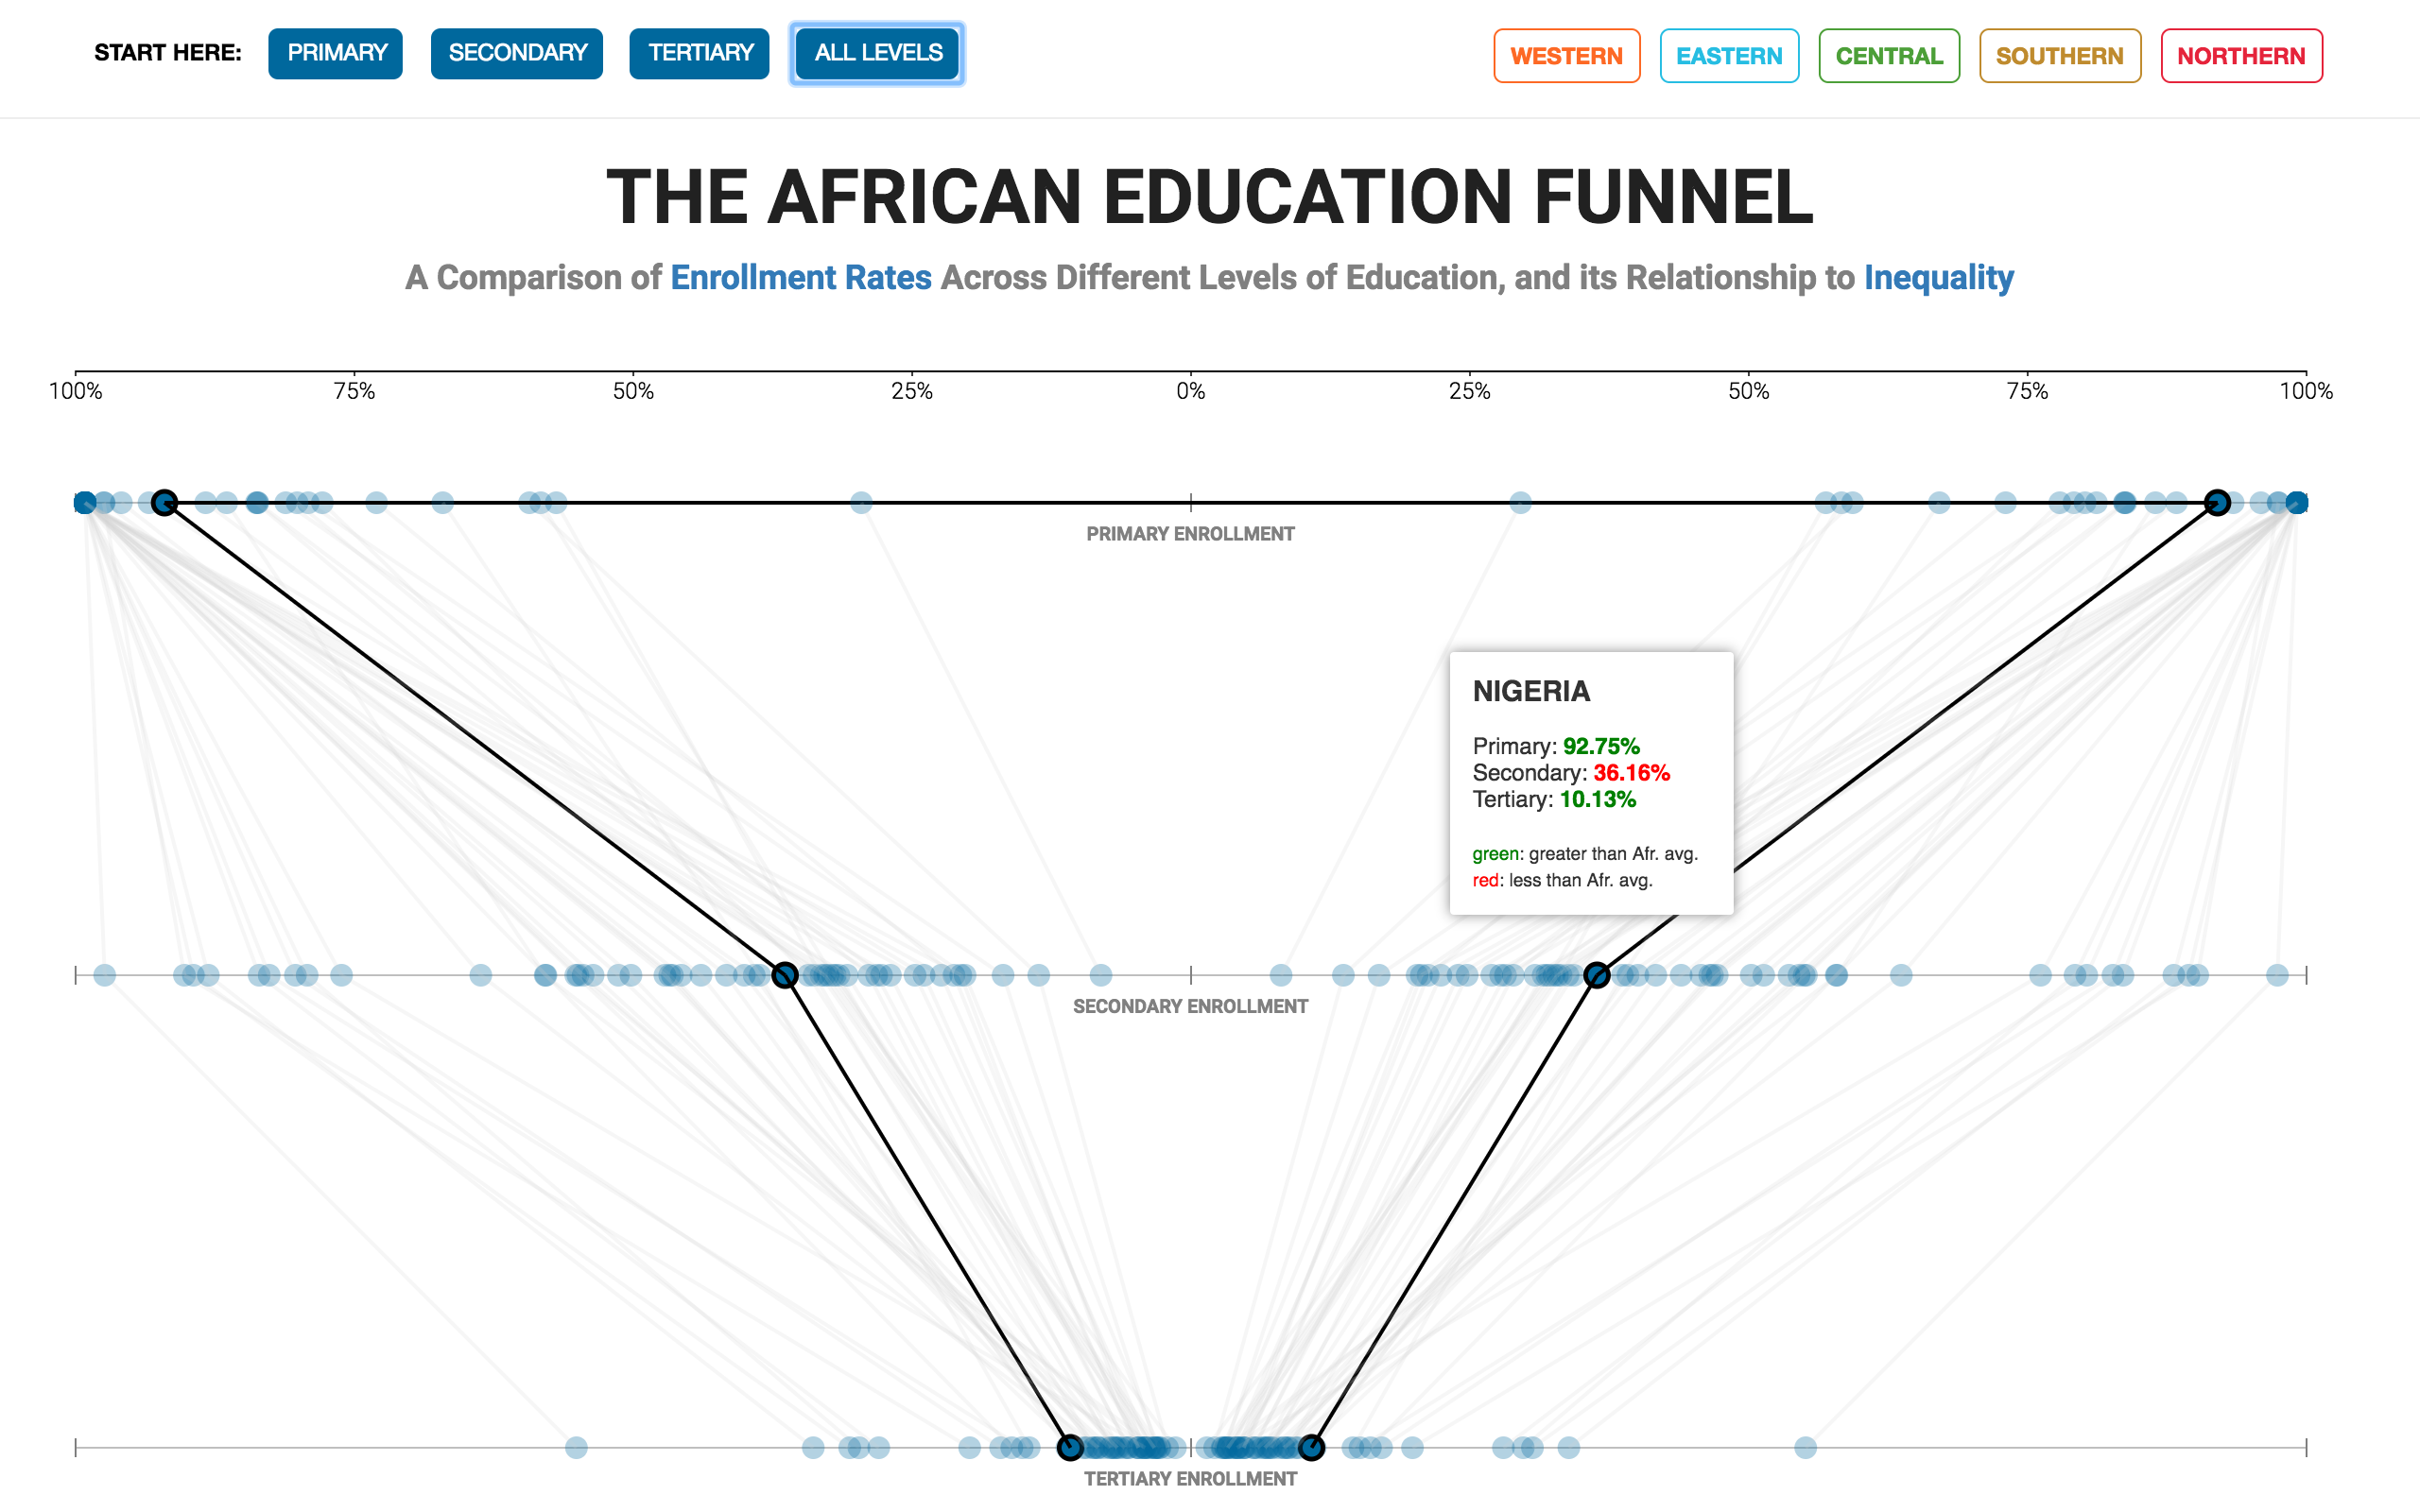 START HERE: PRIMARY SECONDARY TERTIARY ALL LEVELS WESTERN EASTERN CENTRAL SOUTHERN NORTHERN
THE AFRICAN EDUCATION FUNNEL
A Comparison of Enrollment Rates Across Different Levels of Education, and its Relationship to Inequality
100% 75% 50% 25% 0% 25% 50% 75% 100%
PRIMARY ENROLLMENT
NIGERIA
Primary: 92.75%
Secondary: 36.16%
Tertiary: 10.13%
green: greater than Afr. avg.
red: less than Afr. avg.
SECONDARY ENROLLMENT
TERTIARY ENROLLMENT